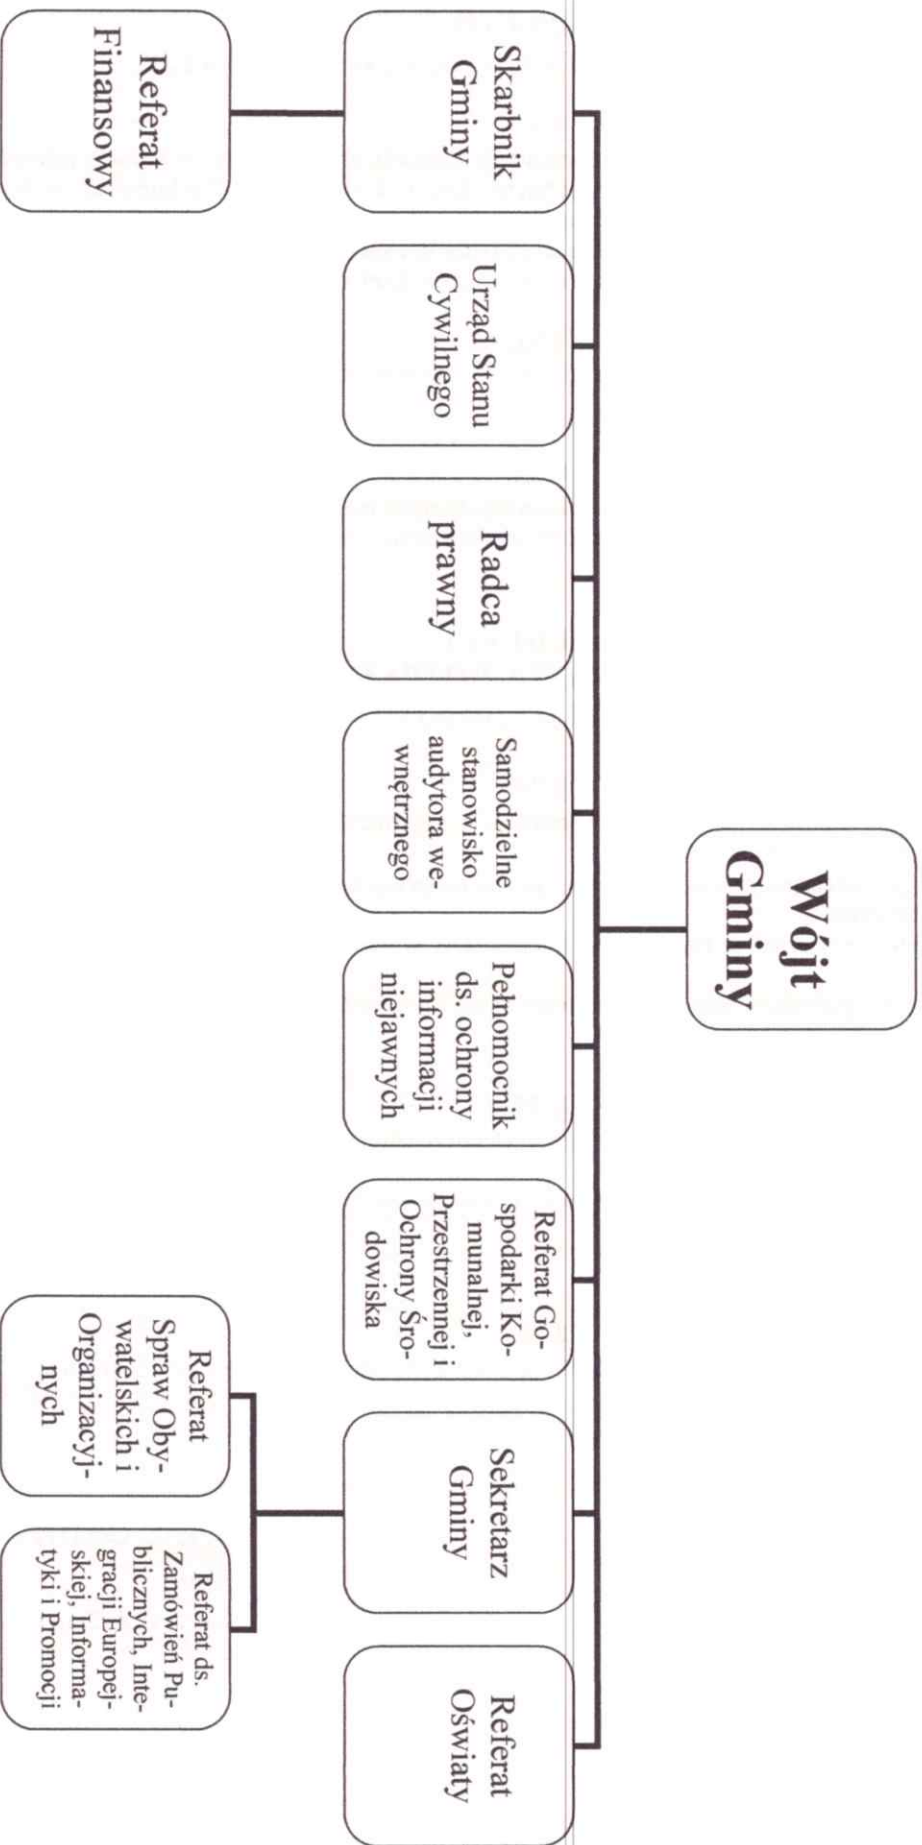 Wójt
Gminy
Skarbnik
Gminy
Urząd Stanu
Cywilnego
Radca
prawny
Samodzielne
stanowisko
audytora we-
wnętrznego
Pełnomocnik
ds. ochrony
informacji
niejawnych
Referat Go-
spodarki Ko-
munalnej,
Przestrzennej i
Ochrony Śro-
dowiska
Sekretarz
Gminy
Referat
Oświaty
Referat
Finansowy
Referat
Spraw Oby-
watelskich i
Organizacyj-
nych
Referat ds.
Zamówień Pu-
blicznych, Inte-
gracji Europej-
skiej, Informa-
tyki i Promocji